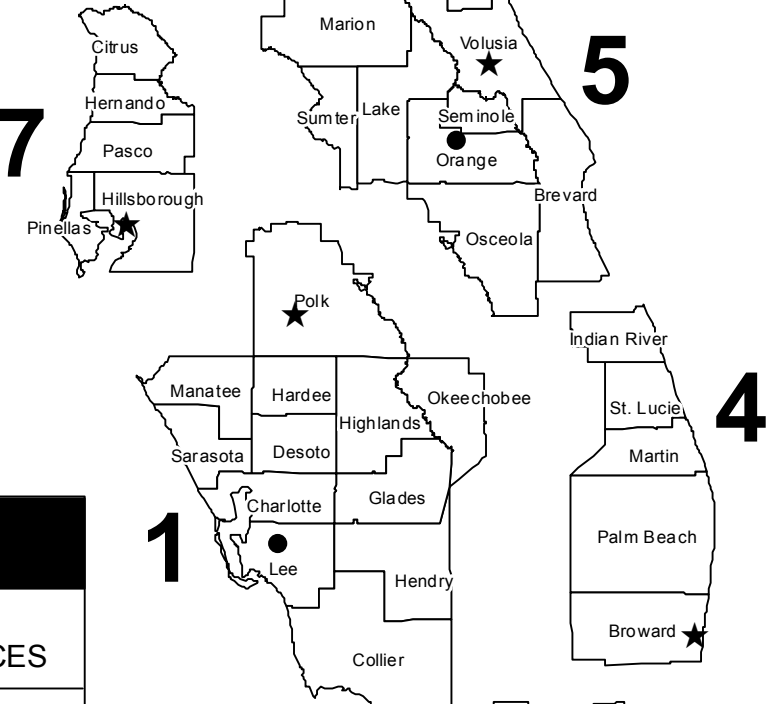 Citrus
Hernando
Pasco
Hillsborough
Pinellas
7
Marion
Volusia
Sumter
Lake
Seminole
Orange
Brevard
Osceola
5
Polk
Manatee
Hardee
Okeechobee
Highlands
Sarasota
Desoto
Charlotte
Glades
Lee
Hendry
Collier
1
Indian River
St. Lucie
Martin
Palm Beach
Broward
4